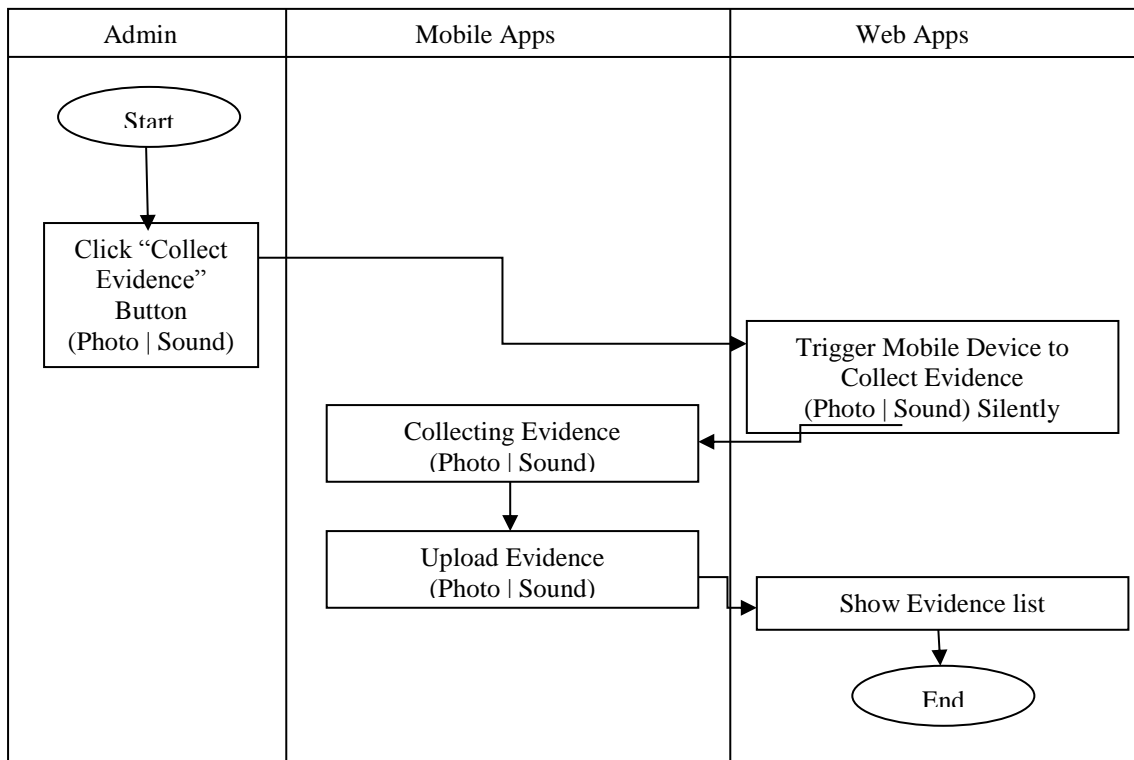 Admin
Mobile Apps
Web Apps
Start
Click “Collect
Evidence”
Button
(Photo | Sound)
Trigger Mobile Device to
Collect Evidence
(Photo | Sound) Silently
Collecting Evidence
(Photo | Sound)
Upload Evidence
(Photo | Sound)
Show Evidence list
End